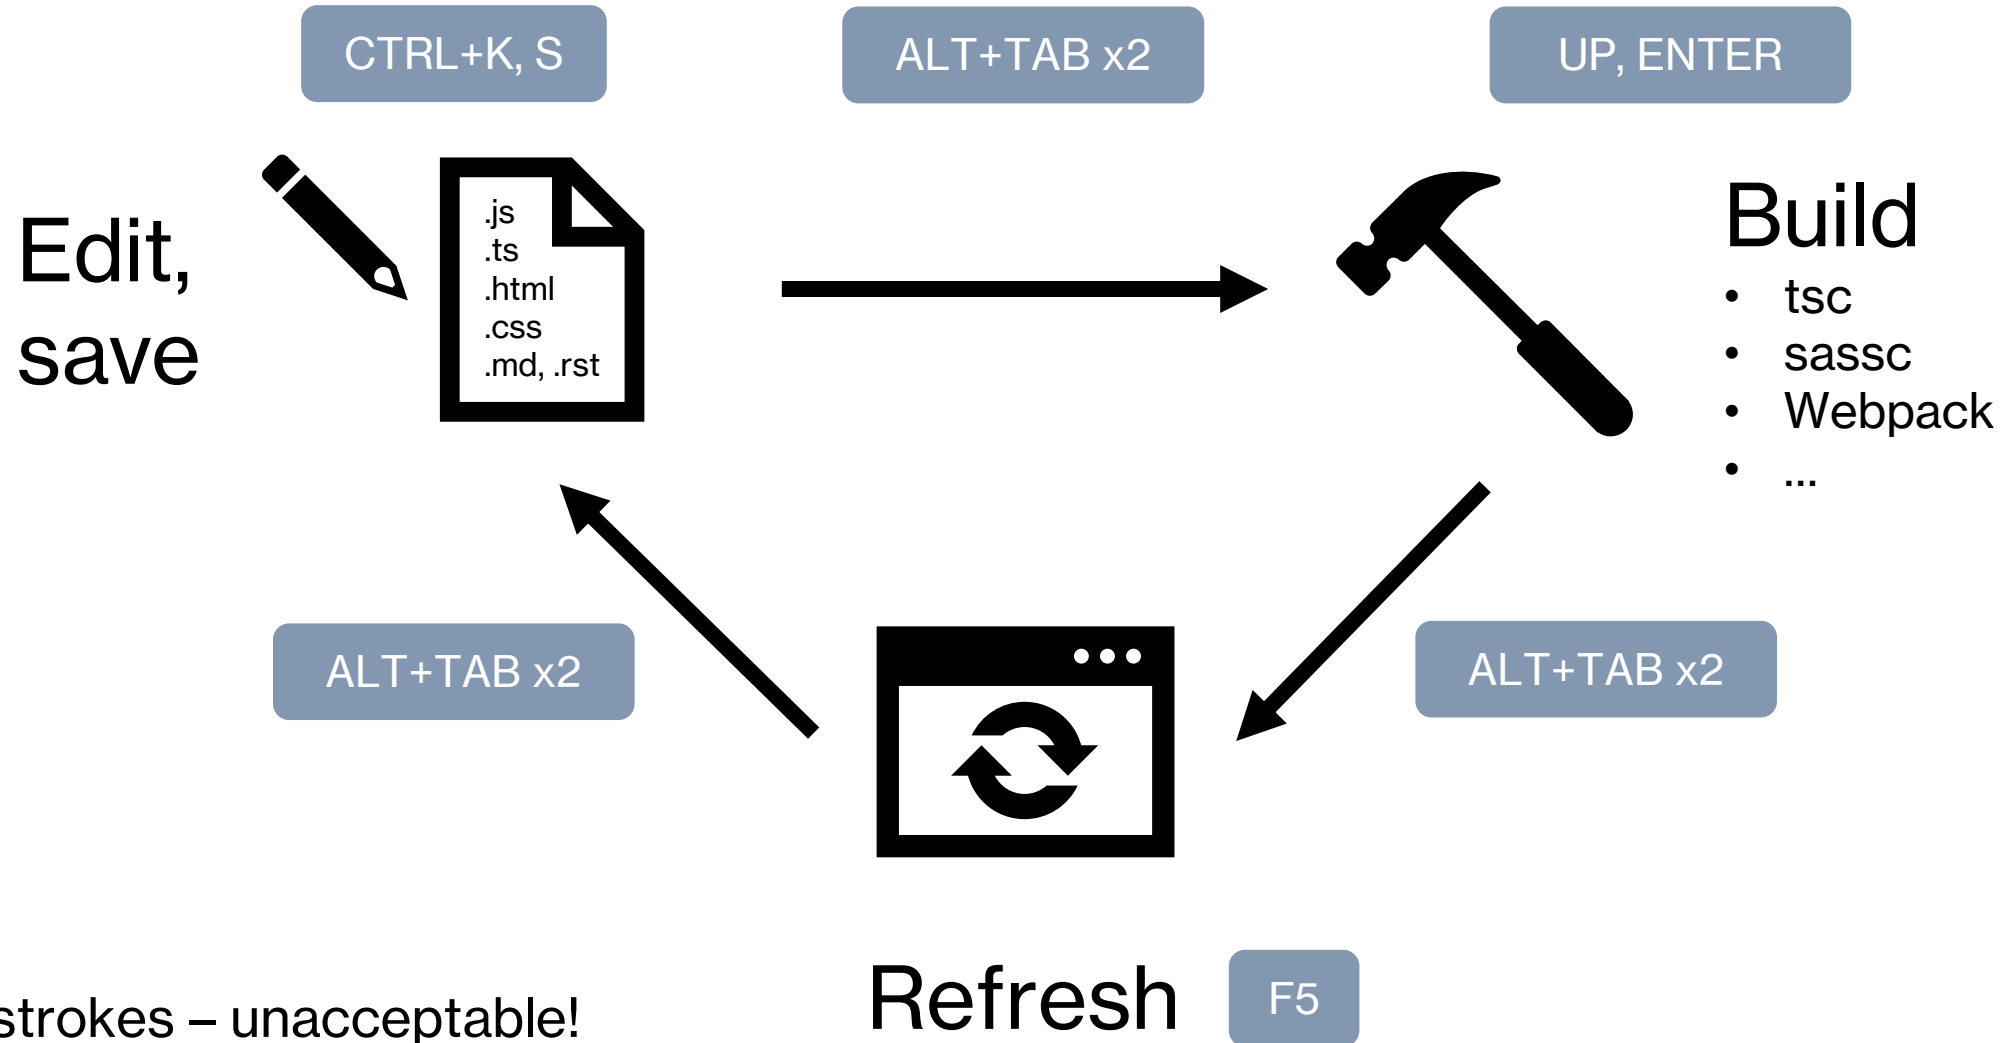 CTRL+K, S
ALT+TAB x2
UP, ENTER
Edit,
save
.js
.ts
.html
.css
.md, .rst
Build
• tsc
• sassc
• Webpack
• ...
ALT+TAB x2
ALT+TAB x2
Refresh
F5
strokes – unacceptable!